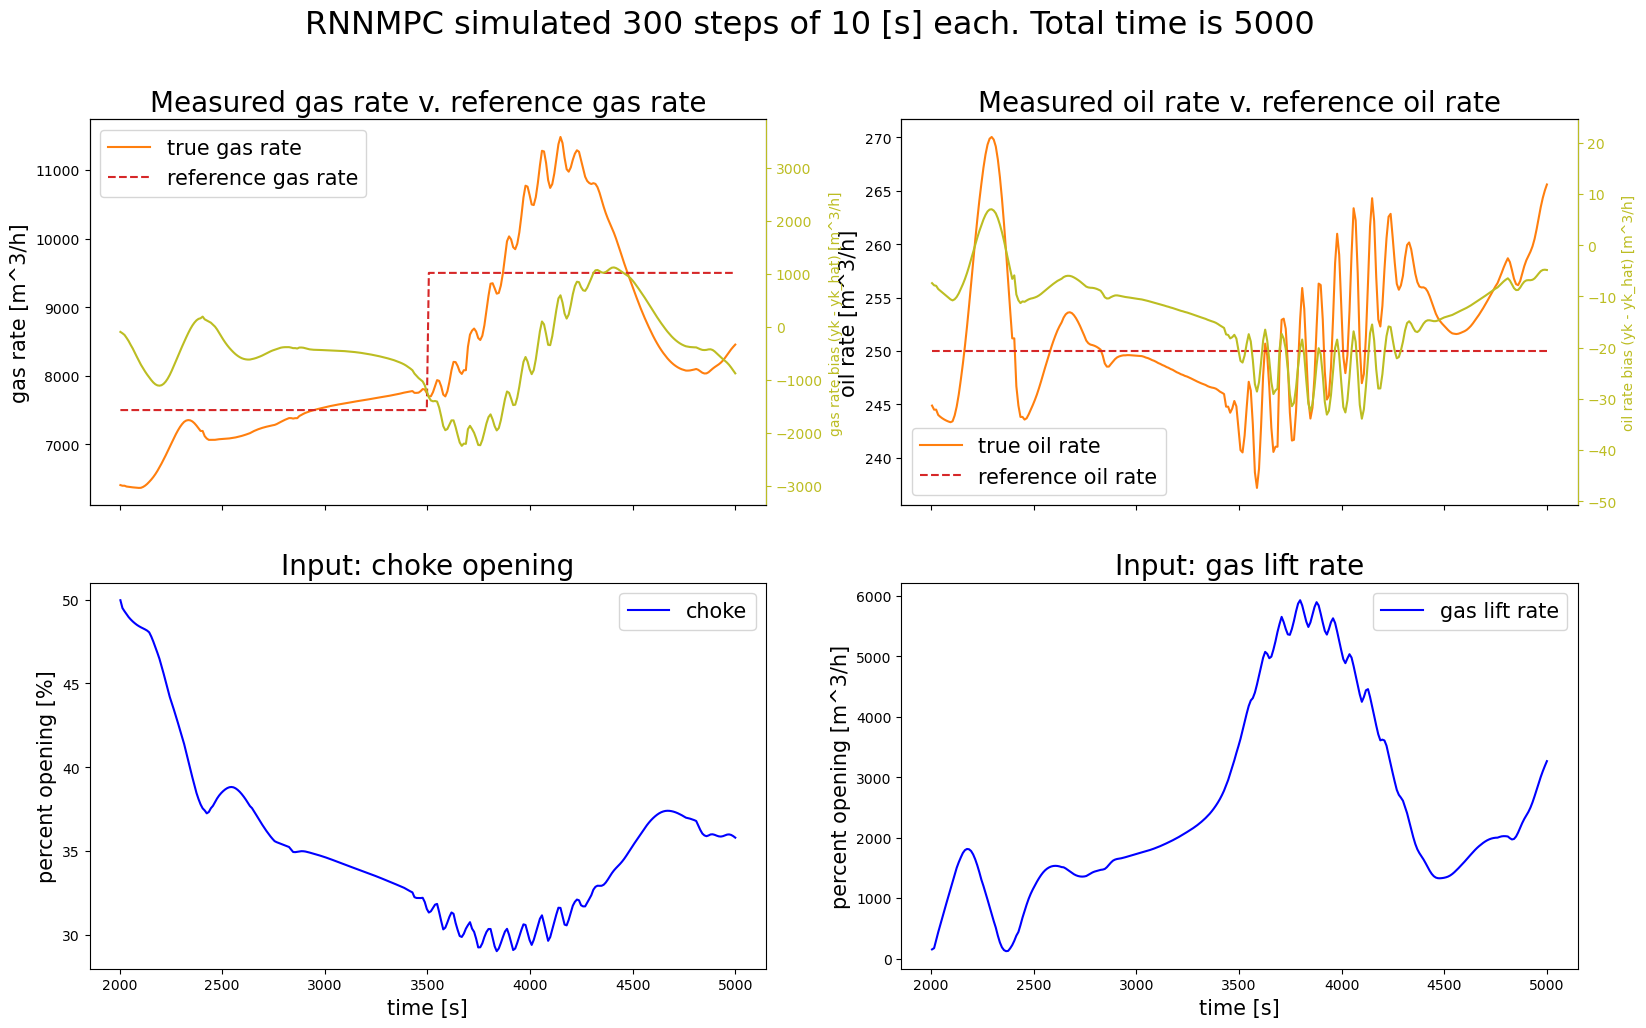 RNNMPC simulated 300 steps of 10 [s] each. Total time is 5000
Measured gas rate v. reference gas rate
true gas rate
reference gas rate
gas rate [m^3/h]
11000
10000
9000
8000
7000
3000
2000
1000
0
−1000
−2000
−3000
gas rate bias (yk - yk_hat) [m^3/h]
Measured oil rate v. reference oil rate
true oil rate
reference oil rate
oil rate [m^3/h]
270
265
260
255
250
245
240
20
10
0
−10
−20
−30
−40
−50
oil rate bias (yk - yk_hat) [m^3/h]
Input: choke opening
choke
percent opening [%]
50
45
40
35
30
2000
2500
3000
3500
4000
4500
5000
time [s]
Input: gas lift rate
gas lift rate
percent opening [m^3/h]
6000
5000
4000
3000
2000
1000
0
2000
2500
3000
3500
4000
4500
5000
time [s]